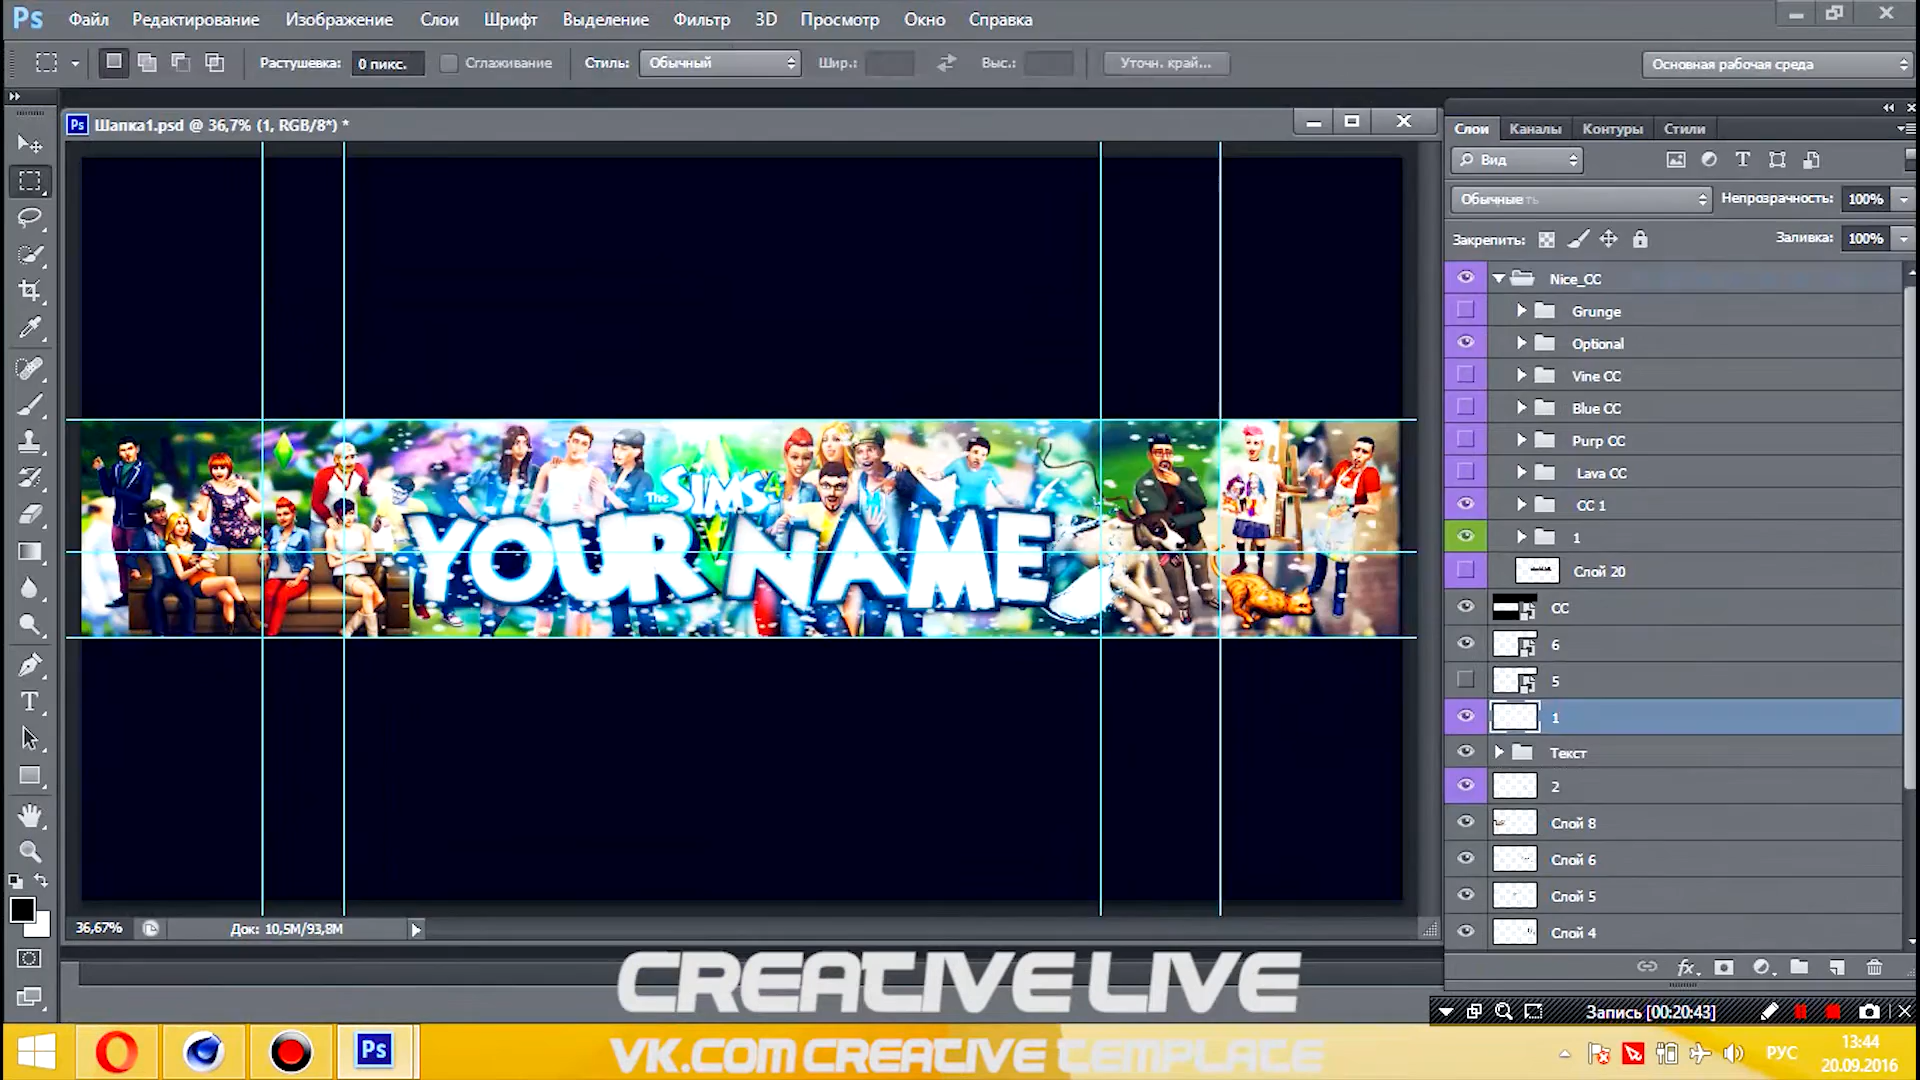 Ps Файл Редактирование Изображение Слои Шрифт Выделение Фильтр 3D Просмотр Окно Справка
Растушевка: 0 пикс. Сглаживание Стиль: Обычный Шир.: Выс.: Уточн. край... Основная рабочая среда
Ps Шапка1.psd @ 36,7% (1, RGB/8*) *
Слои Каналы Контуры Стили
Вид
Обычные Непрозрачность: 100%
Закрепить: Заливка: 100%
Nice_CC
Grunge
Optional
Vine CC
Blue CC
Purp CC
Lava CC
CC 1
1
Слой 20
CC
6
5
1
Текст
2
Слой 8
Слой 6
Слой 5
Слой 4
The SIMS 4
YOUR NAME
36,67% Док: 10,5M/93,8M
fx
Запись [00:20:43]
CREATIVE LIVE
VK.COM CREATIVE TEMPLATE
Ps
РУС
13:44
20.09.2016